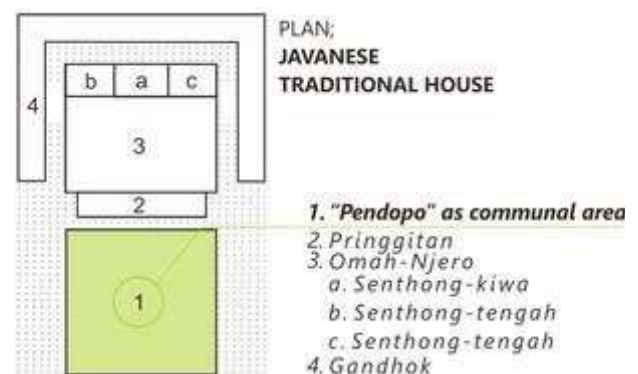 PLAN;
JAVANESE
TRADITIONAL HOUSE
b a c
4
3
2
1
1. "Pendopo" as communal area
2. Pringgitan
3. Omah-Njero
a. Senthong-kiwa
b. Senthong-tengah
c. Senthong-tengah
4. Gandhok